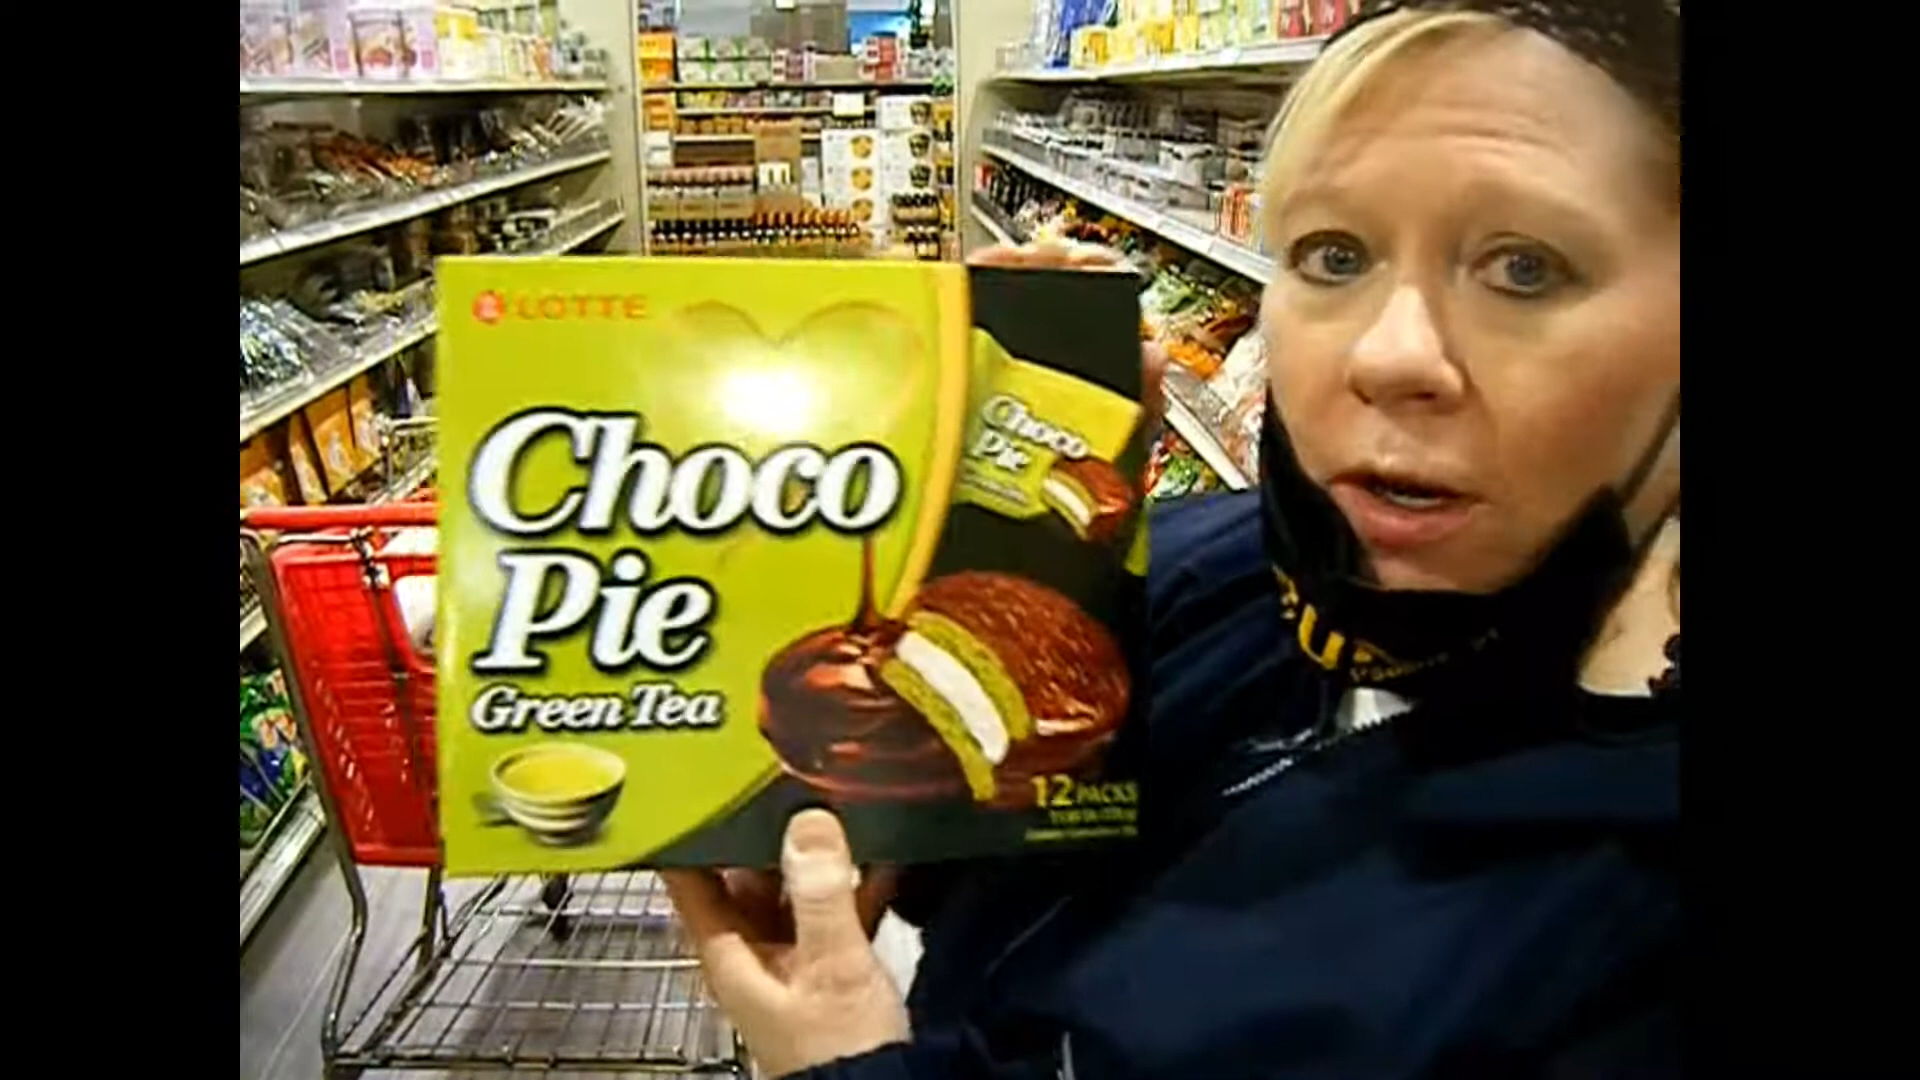 LOTTE
Choco
Pie
Green Tea
Choco
Pie
12 PACKS